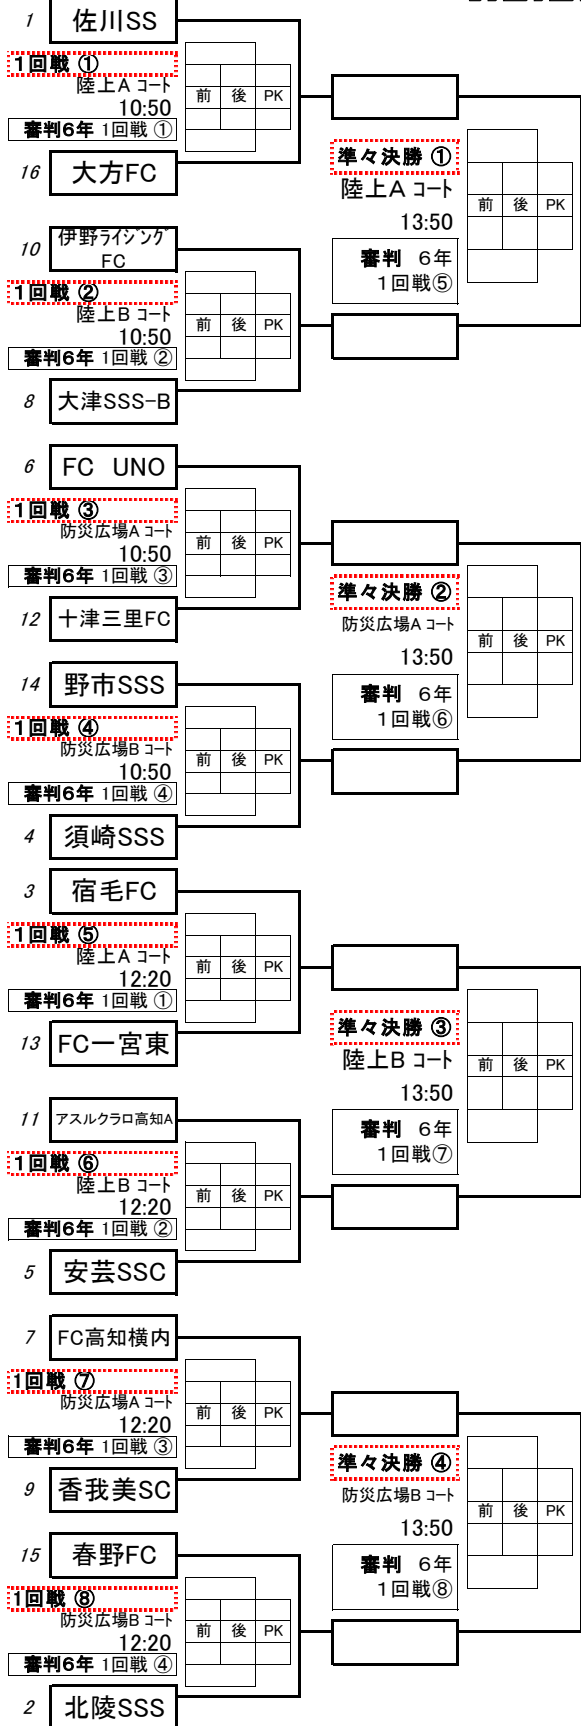 1 佐川SS
1回戦 ①
陸上A コート
10:50
前 後 PK
審判6年 1回戦 ①
16 大方FC
準々決勝 ①
陸上A コート
13:50
前 後 PK
審判 6年
1回戦⑤
10 伊野ライジング
FC
1回戦 ②
陸上B コート
10:50
前 後 PK
審判6年 1回戦 ②
8 大津SSS-B
6 FC UNO
1回戦 ③
防災広場A コート
10:50
前 後 PK
審判6年 1回戦 ③
12 十津三里FC
準々決勝 ②
防災広場A コート
13:50
前 後 PK
審判 6年
1回戦⑥
14 野市SSS
1回戦 ④
防災広場B コート
10:50
前 後 PK
審判6年 1回戦 ④
4 須崎SSS
3 宿毛FC
1回戦 ⑤
陸上A コート
12:20
前 後 PK
審判6年 1回戦 ①
13 FC一宮東
準々決勝 ③
陸上B コート
13:50
前 後 PK
審判 6年
1回戦⑦
11 アスルクラロ高知A
1回戦 ⑥
陸上B コート
12:20
前 後 PK
審判6年 1回戦 ②
5 安芸SSC
7 FC高知横内
1回戦 ⑦
防災広場A コート
12:20
前 後 PK
審判6年 1回戦 ③
9 香我美SC
準々決勝 ④
防災広場B コート
13:50
前 後 PK
審判 6年
1回戦⑧
15 春野FC
1回戦 ⑧
防災広場B コート
12:20
前 後 PK
審判6年 1回戦 ④
2 北陵SSS